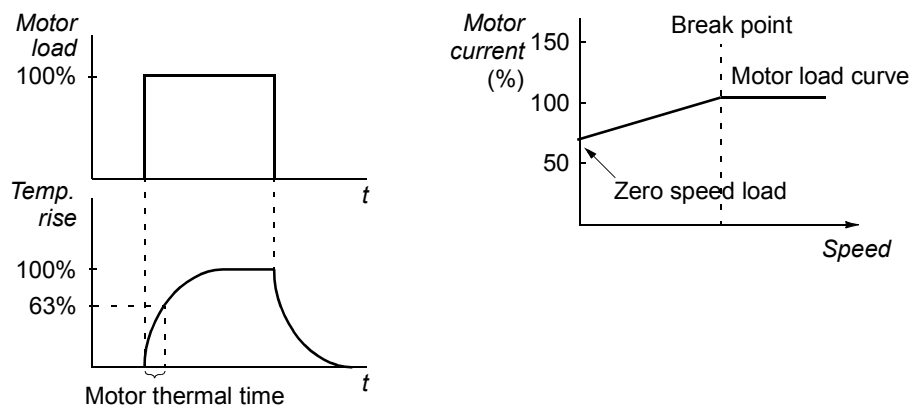 Motor
load
100%
t
Temp.
rise
100%
63%
t
Motor thermal time
Motor
current
(%)
150
100
50
Break point
Motor load curve
Zero speed load
Speed